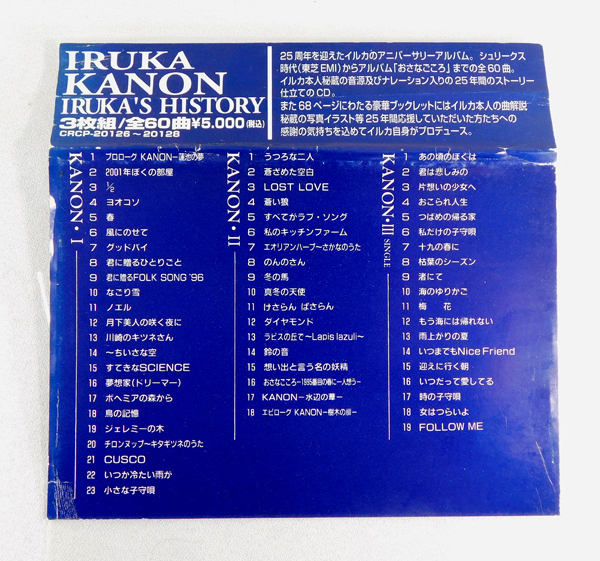 IRUKA
KANON
IRUKA'S HISTORY
3枚組/全60曲¥5,000(税込)
CRCP-20126～20128
25周年を迎えたイルカのアニバーサリーアルバム。シュリークス
時代(東芝EMI)からアルバム「おさなごころ」までの全60曲。
イルカ本人秘蔵の音源及びナレーション入りの25年間のストーリー
仕立てのCD。
また68ページにわたる豪華ブックレットにはイルカ本人の曲解説
秘蔵の写真イラスト等25年間応援していただいた方たちへの
感謝の気持ちを込めてイルカ自身がプロデュース。
KANON・I
1 プロローグ KANON–蓮池の夢
2 2001年ぼくの部屋
3 ½
4 ヨオコソ
5 春
6 風にのせて
7 グッドバイ
8 君に贈るひとりごと
9 君に贈るFOLK SONG '96
10 なごり雪
11 ノエル
12 月下美人の咲く夜に
13 川崎のキツネさん
14 〜ちいさな空
15 すてきなSCIENCE
16 夢想家(ドリーマー)
17 ボヘミアの森から
18 鳥の記憶
19 ジェレミーの木
20 チロンヌップ〜キタキツネのうた
21 CUSCO
22 いつか冷たい雨が
23 小さな子守唄
KANON・II
1 うつろな二人
2 蒼ざめた空白
3 LOST LOVE
4 蒼い狼
5 すべてかラブ・ソング
6 私のキッチンファーム
7 エオリアンハープ〜さかなのうた
8 のんのさん
9 冬の馬
10 真冬の天使
11 けさらん ぱさらん
12 ダイヤモンド
13 ラピスの丘で〜Lapis lazuli〜
14 鈴の音
15 想い出と言う名の妖精
16 おさなごころ–1995番目の春に一人想う–
17 KANON–水辺の葦–
18 エピローグ KANON–樹木の扉–
KANON・III SINGLE
1 あの頃のぼくは
2 君は悲しみの
3 片想いの少女へ
4 おこられ人生
5 つばめの帰る家
6 私だけの子守唄
7 十九の春に
8 枯葉のシーズン
9 渚にて
10 海のゆりかご
11 梅 花
12 もう海には帰れない
13 雨上がりの夏
14 いつまでもNice Friend
15 迎えに行く朝
16 いつだって愛してる
17 時の子守唄
18 女はつらいよ
19 FOLLOW ME